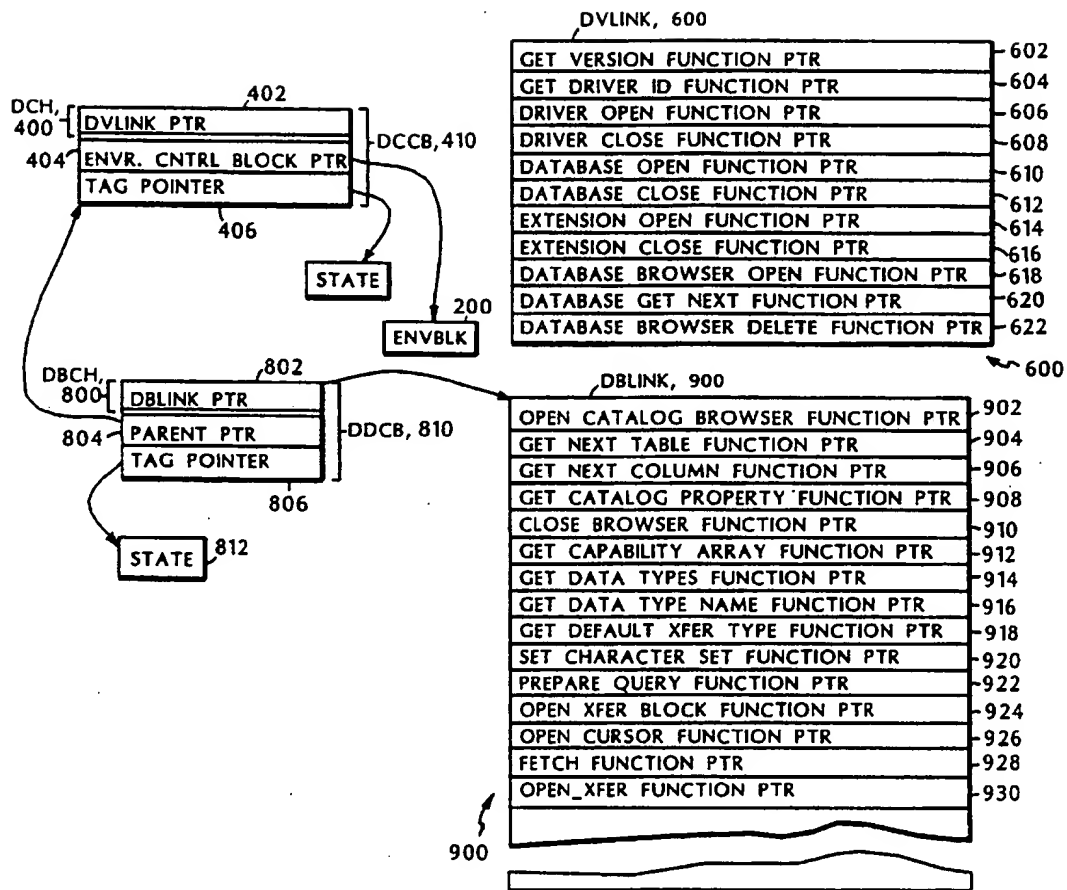 DVLINK, 600
GET VERSION FUNCTION PTR
602
GET DRIVER ID FUNCTION PTR
604
DRIVER OPEN FUNCTION PTR
606
DRIVER CLOSE FUNCTION PTR
608
DATABASE OPEN FUNCTION PTR
610
DATABASE CLOSE FUNCTION PTR
612
EXTENSION OPEN FUNCTION PTR
614
EXTENSION CLOSE FUNCTION PTR
616
DATABASE BROWSER OPEN FUNCTION PTR
618
DATABASE GET NEXT FUNCTION PTR
620
DATABASE BROWSER DELETE FUNCTION PTR
622
600
402
DCH,
400
DVLINK PTR
DCCB, 410
404
ENVR. CNTRL BLOCK PTR
TAG POINTER
406
STATE
200
ENVBLK
802
DBCH,
800
DBLINK PTR
DDCB, 810
804
PARENT PTR
TAG POINTER
806
STATE
812
DBLINK, 900
OPEN CATALOG BROWSER FUNCTION PTR
902
GET NEXT TABLE FUNCTION PTR
904
GET NEXT COLUMN FUNCTION PTR
906
GET CATALOG PROPERTY FUNCTION PTR
908
CLOSE BROWSER FUNCTION PTR
910
GET CAPABILITY ARRAY FUNCTION PTR
912
GET DATA TYPES FUNCTION PTR
914
GET DATA TYPE NAME FUNCTION PTR
916
GET DEFAULT XFER TYPE FUNCTION PTR
918
SET CHARACTER SET FUNCTION PTR
920
PREPARE QUERY FUNCTION PTR
922
OPEN XFER BLOCK FUNCTION PTR
924
OPEN CURSOR FUNCTION PTR
926
FETCH FUNCTION PTR
928
OPEN_XFER FUNCTION PTR
930
900